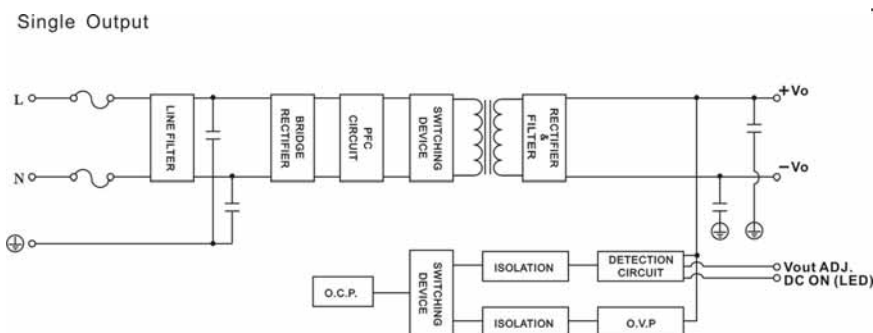 Single Output
L
N
LINE FILTER
BRIDGE
RECTIFIER
PFC
CIRCUIT
SWITCHING
DEVICE
RECTIFIER
&
FILTER
+Vo
−Vo
O.C.P.
SWITCHING
DEVICE
ISOLATION
DETECTION
CIRCUIT
Vout ADJ.
DC ON (LED)
ISOLATION
O.V.P